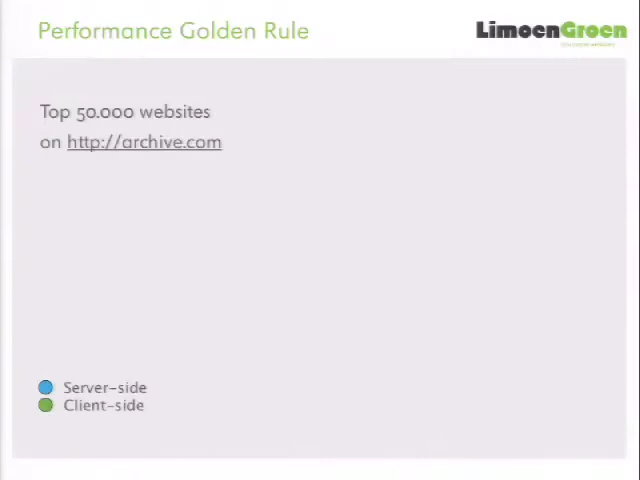 Performance Golden Rule
LimoenGroen
Top 50.000 websites
on http://archive.com
Server-side
Client-side